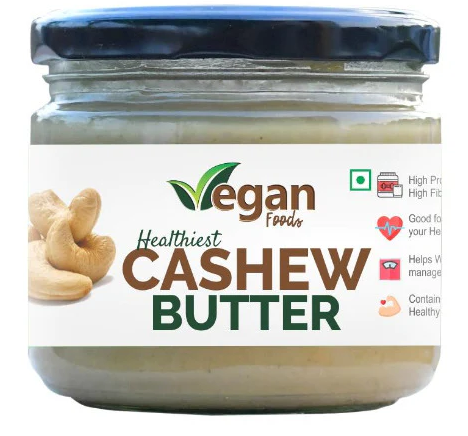 Vegan
Foods
Healthiest
CASHEW
BUTTER
High
High
Good
your
Helps
Healthy